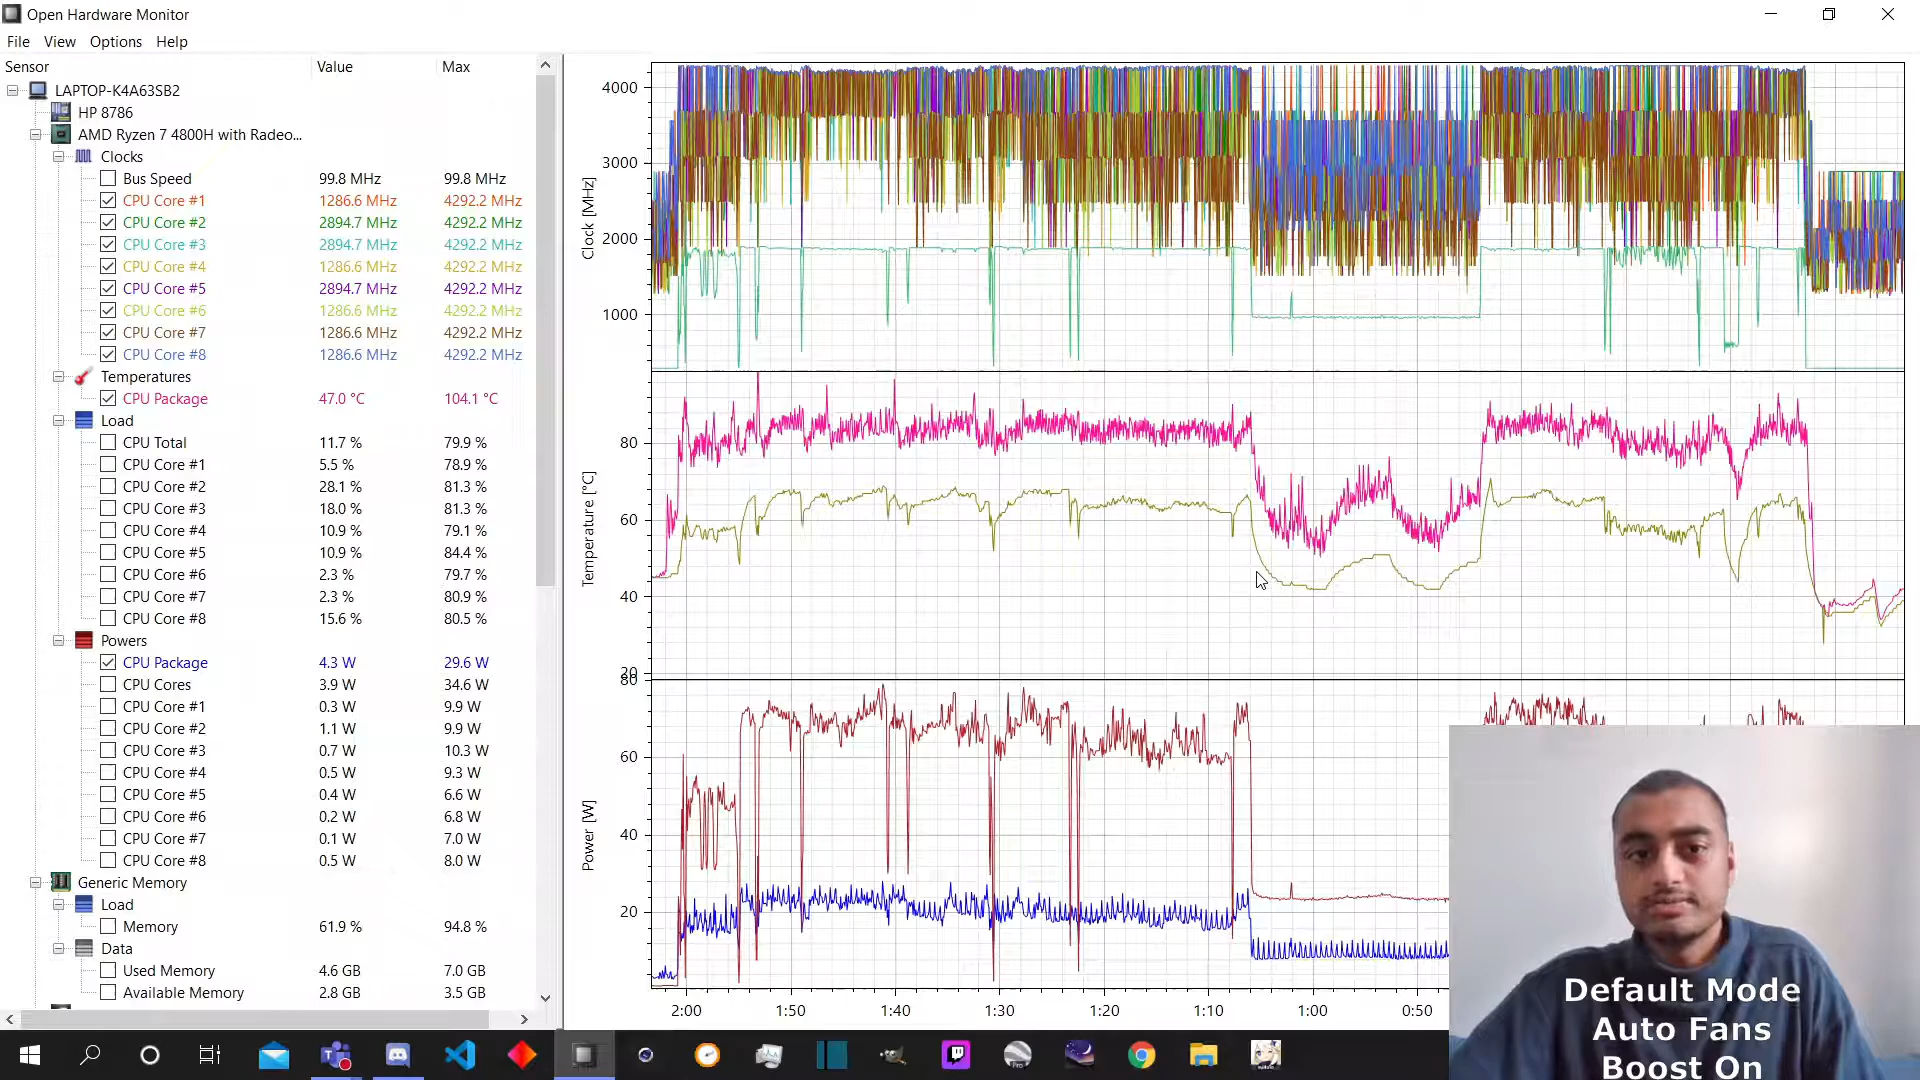 Open Hardware Monitor
File View Options Help
Sensor Value Max
LAPTOP-K4A63SB2
HP 8786
AMD Ryzen 7 4800H with Radeo...
Clocks
Bus Speed 99.8 MHz 99.8 MHz
CPU Core #1 1286.6 MHz 4292.2 MHz
CPU Core #2 2894.7 MHz 4292.2 MHz
CPU Core #3 2894.7 MHz 4292.2 MHz
CPU Core #4 1286.6 MHz 4292.2 MHz
CPU Core #5 2894.7 MHz 4292.2 MHz
CPU Core #6 1286.6 MHz 4292.2 MHz
CPU Core #7 1286.6 MHz 4292.2 MHz
CPU Core #8 1286.6 MHz 4292.2 MHz
Temperatures
CPU Package 47.0 °C 104.1 °C
Load
CPU Total 11.7 % 79.9 %
CPU Core #1 5.5 % 78.9 %
CPU Core #2 28.1 % 81.3 %
CPU Core #3 18.0 % 81.3 %
CPU Core #4 10.9 % 79.1 %
CPU Core #5 10.9 % 84.4 %
CPU Core #6 2.3 % 79.7 %
CPU Core #7 2.3 % 80.9 %
CPU Core #8 15.6 % 80.5 %
Powers
CPU Package 4.3 W 29.6 W
CPU Cores 3.9 W 34.6 W
CPU Core #1 0.3 W 9.9 W
CPU Core #2 1.1 W 9.9 W
CPU Core #3 0.7 W 10.3 W
CPU Core #4 0.5 W 9.3 W
CPU Core #5 0.4 W 6.6 W
CPU Core #6 0.2 W 6.8 W
CPU Core #7 0.1 W 7.0 W
CPU Core #8 0.5 W 8.0 W
Generic Memory
Load
Memory 61.9 % 94.8 %
Data
Used Memory 4.6 GB 7.0 GB
Available Memory 2.8 GB 3.5 GB
Clock [MHz]
4000
3000
2000
1000
Temperature [°C]
80
60
40
20
Power [W]
80
60
40
20
2:00 1:50 1:40 1:30 1:20 1:10 1:00 0:50
Default Mode
Auto Fans
Boost On